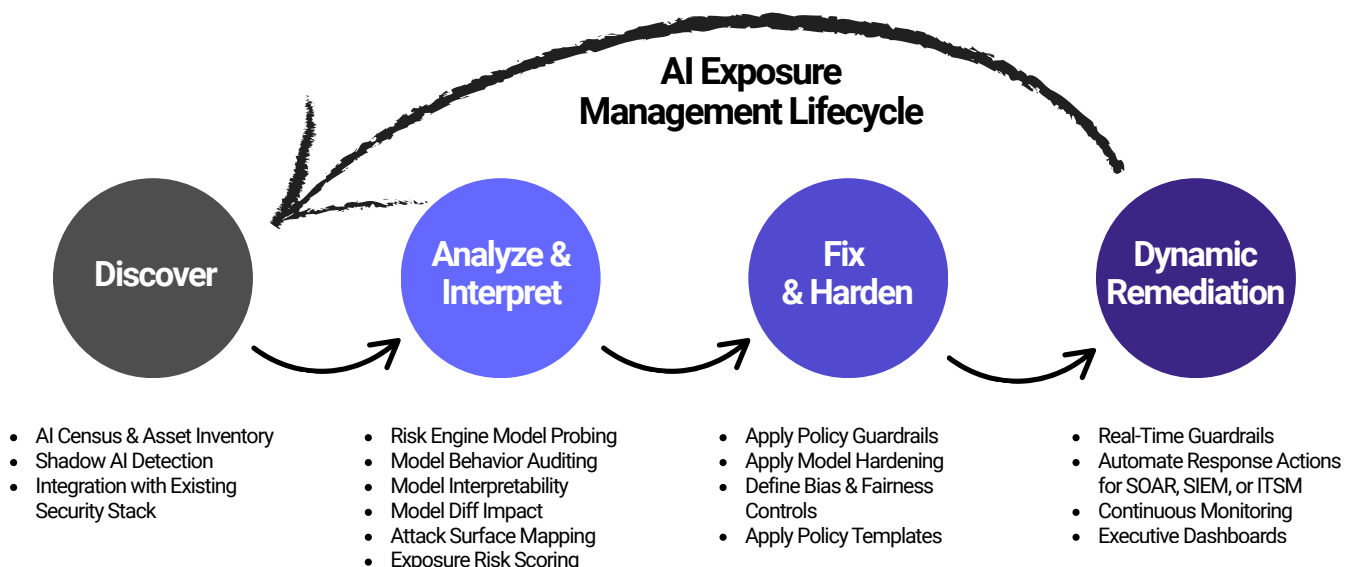 AI Exposure
Management Lifecycle
Discover
Analyze &
Interpret
Fix
& Harden
Dynamic
Remediation
• AI Census & Asset Inventory
• Shadow AI Detection
• Integration with Existing
Security Stack
• Risk Engine Model Probing
• Model Behavior Auditing
• Model Interpretability
• Model Diff Impact
• Attack Surface Mapping
• Exposure Risk Scoring
• Apply Policy Guardrails
• Apply Model Hardening
• Define Bias & Fairness
Controls
• Apply Policy Templates
• Real-Time Guardrails
• Automate Response Actions
for SOAR, SIEM, or ITSM
• Continuous Monitoring
• Executive Dashboards